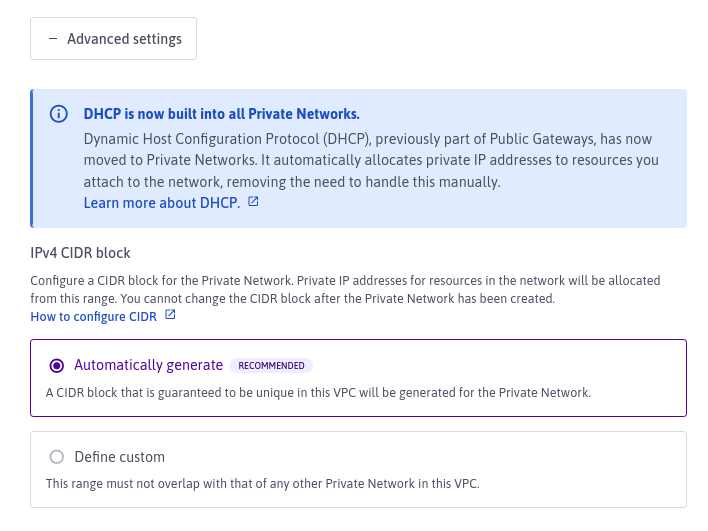 Advanced settings
DHCP is now built into all Private Networks.
Dynamic Host Configuration Protocol (DHCP), previously part of Public Gateways, has now
moved to Private Networks. It automatically allocates private IP addresses to resources you
attach to the network, removing the need to handle this manually.
Learn more about DHCP.
IPv4 CIDR block
Configure a CIDR block for the Private Network. Private IP addresses for resources in the network will be allocated
from this range. You cannot change the CIDR block after the Private Network has been created.
How to configure CIDR
Automatically generate RECOMMENDED
A CIDR block that is guaranteed to be unique in this VPC will be generated for the Private Network.
Define custom
This range must not overlap with that of any other Private Network in this VPC.